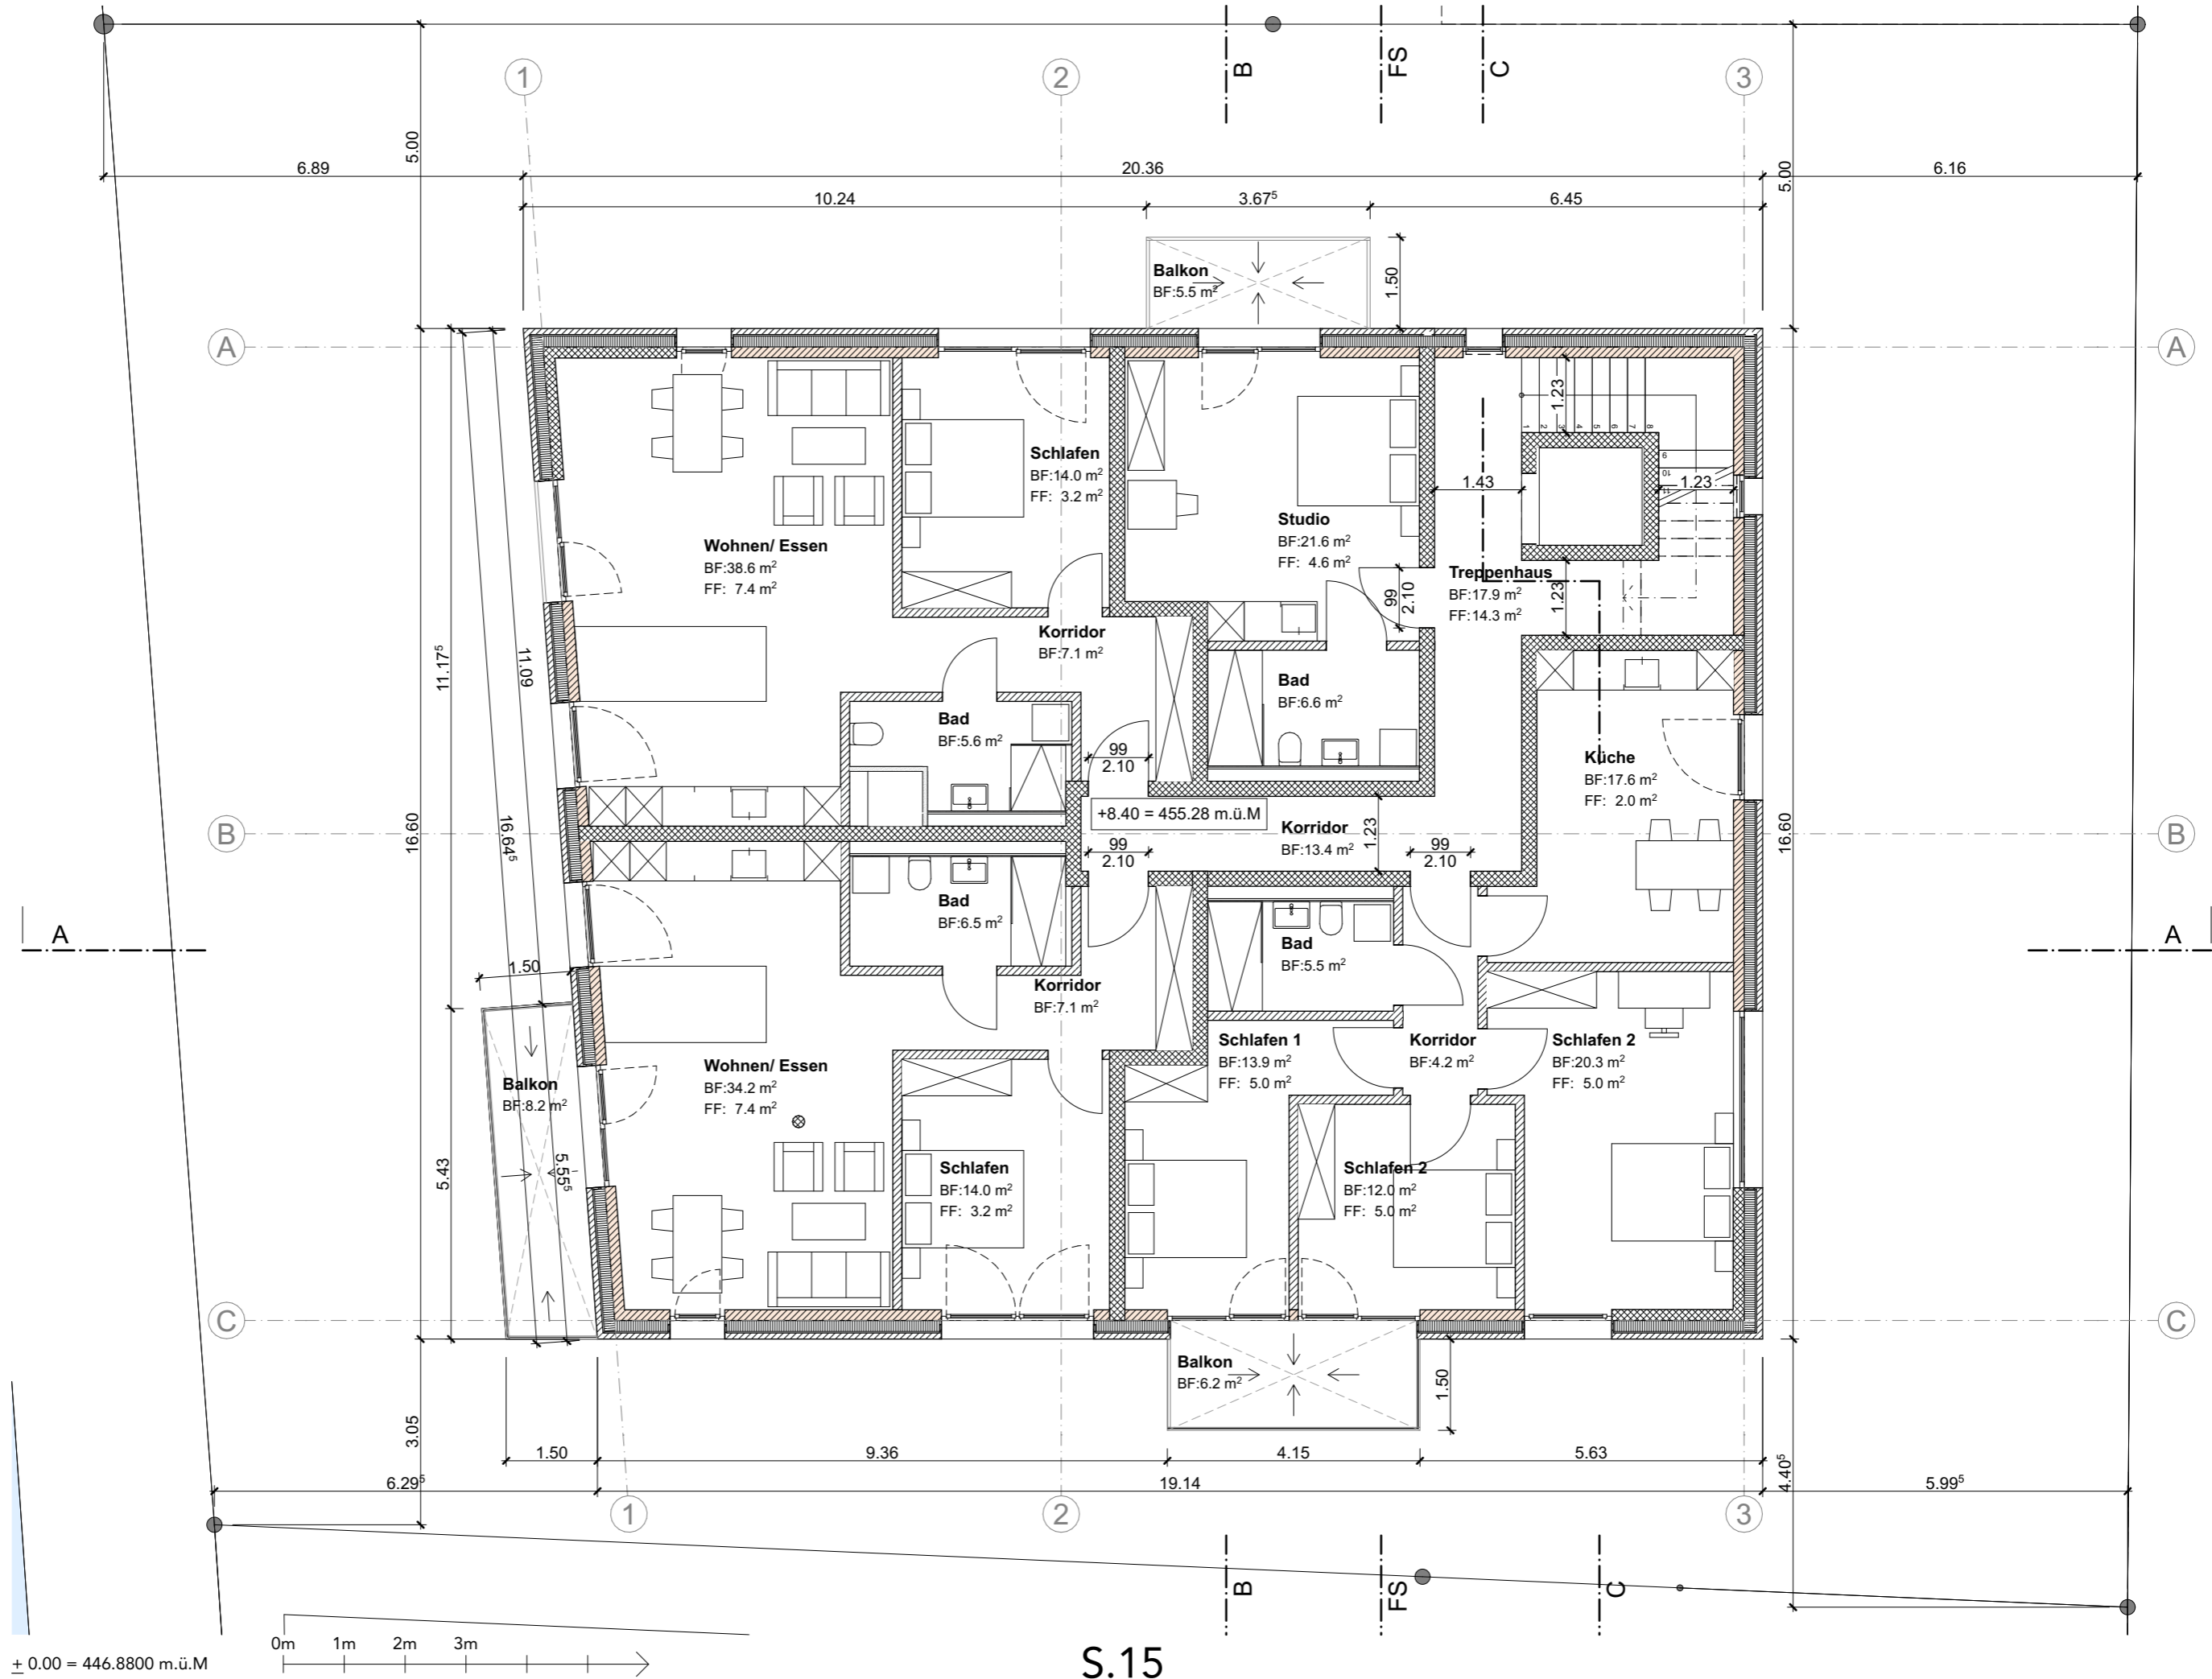 1
2
B
FS
C
3
5.00
5.00
6.89
20.36
6.16
10.24
3.67⁵
6.45
Balkon
BF:5.5 m²
1.50
A
A
1.23
1 2 3 4 5 6 7 8
9
10
11
Schlafen
BF:14.0 m²
FF: 3.2 m²
1.43
1.23
Studio
BF:21.6 m²
FF: 4.6 m²
Wohnen/ Essen
BF:38.6 m²
FF: 7.4 m²
Treppenhaus
BF:17.9 m²
FF:14.3 m²
99
2.10
1.23
Korridor
BF:7.1 m²
11.17⁵
11.09
Bad
BF:6.6 m²
Bad
BF:5.6 m²
99
2.10
Küche
BF:17.6 m²
FF: 2.0 m²
+8.40 = 455.28 m.ü.M
16.60
16.64⁵
B
Korridor
BF:13.4 m²
1.23
16.60
B
99
2.10
99
2.10
Bad
BF:6.5 m²
A
A
Bad
BF:5.5 m²
1.50
Korridor
BF:7.1 m²
Schlafen 1
BF:13.9 m²
FF: 5.0 m²
Korridor
BF:4.2 m²
Schlafen 2
BF:20.3 m²
FF: 5.0 m²
Wohnen/ Essen
BF:34.2 m²
FF: 7.4 m²
Balkon
BF:8.2 m²
5.43
5.55⁵
Schlafen
BF:14.0 m²
FF: 3.2 m²
Schlafen 2
BF:12.0 m²
FF: 5.0 m²
C
C
Balkon
BF:6.2 m²
1.50
3.05
1.50
9.36
4.15
5.63
4.40⁵
6.29⁵
19.14
5.99⁵
1
2
3
B
FS
C
0m 1m 2m 3m
± 0.00 = 446.8800 m.ü.M
S.15